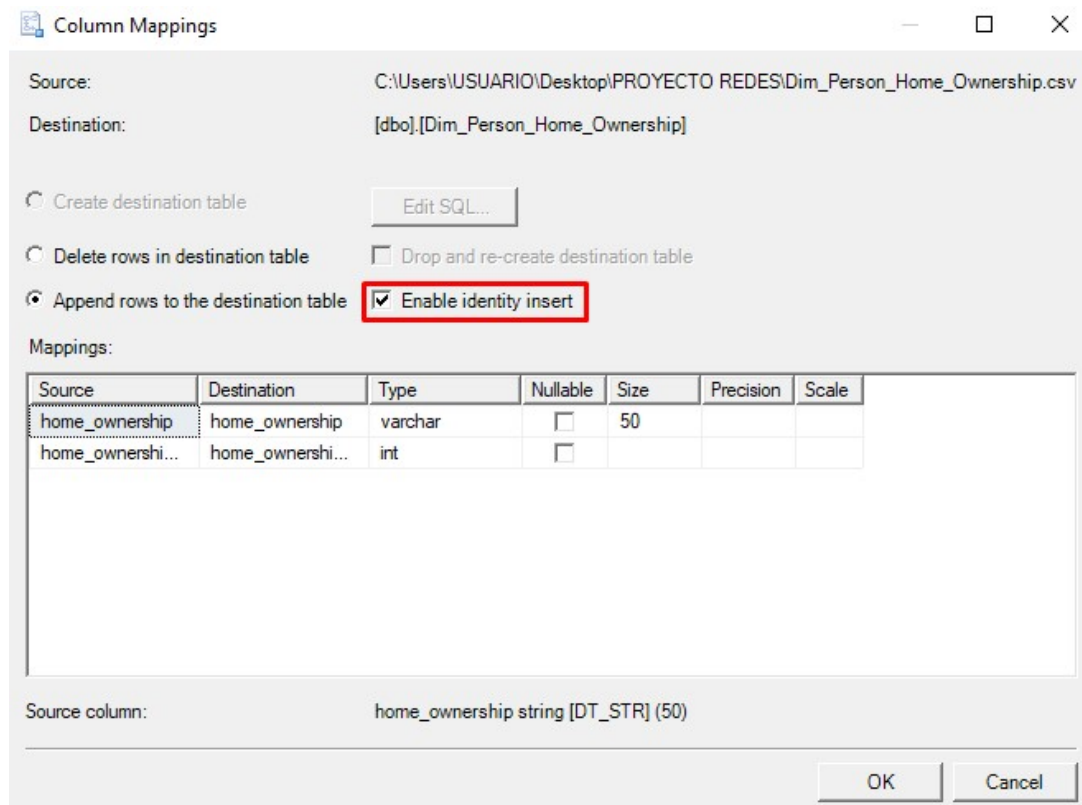 Column Mappings
Source: C:\Users\USUARIO\Desktop\PROYECTO REDES\Dim_Person_Home_Ownership.csv
Destination: [dbo].[Dim_Person_Home_Ownership]
Create destination table Edit SQL...
Delete rows in destination table Drop and re-create destination table
Append rows to the destination table Enable identity insert
Mappings:
Source Destination Type Nullable Size Precision Scale
home_ownership home_ownership varchar 50
home_ownershi... home_ownershi... int
Source column: home_ownership string [DT_STR] (50)
OK Cancel